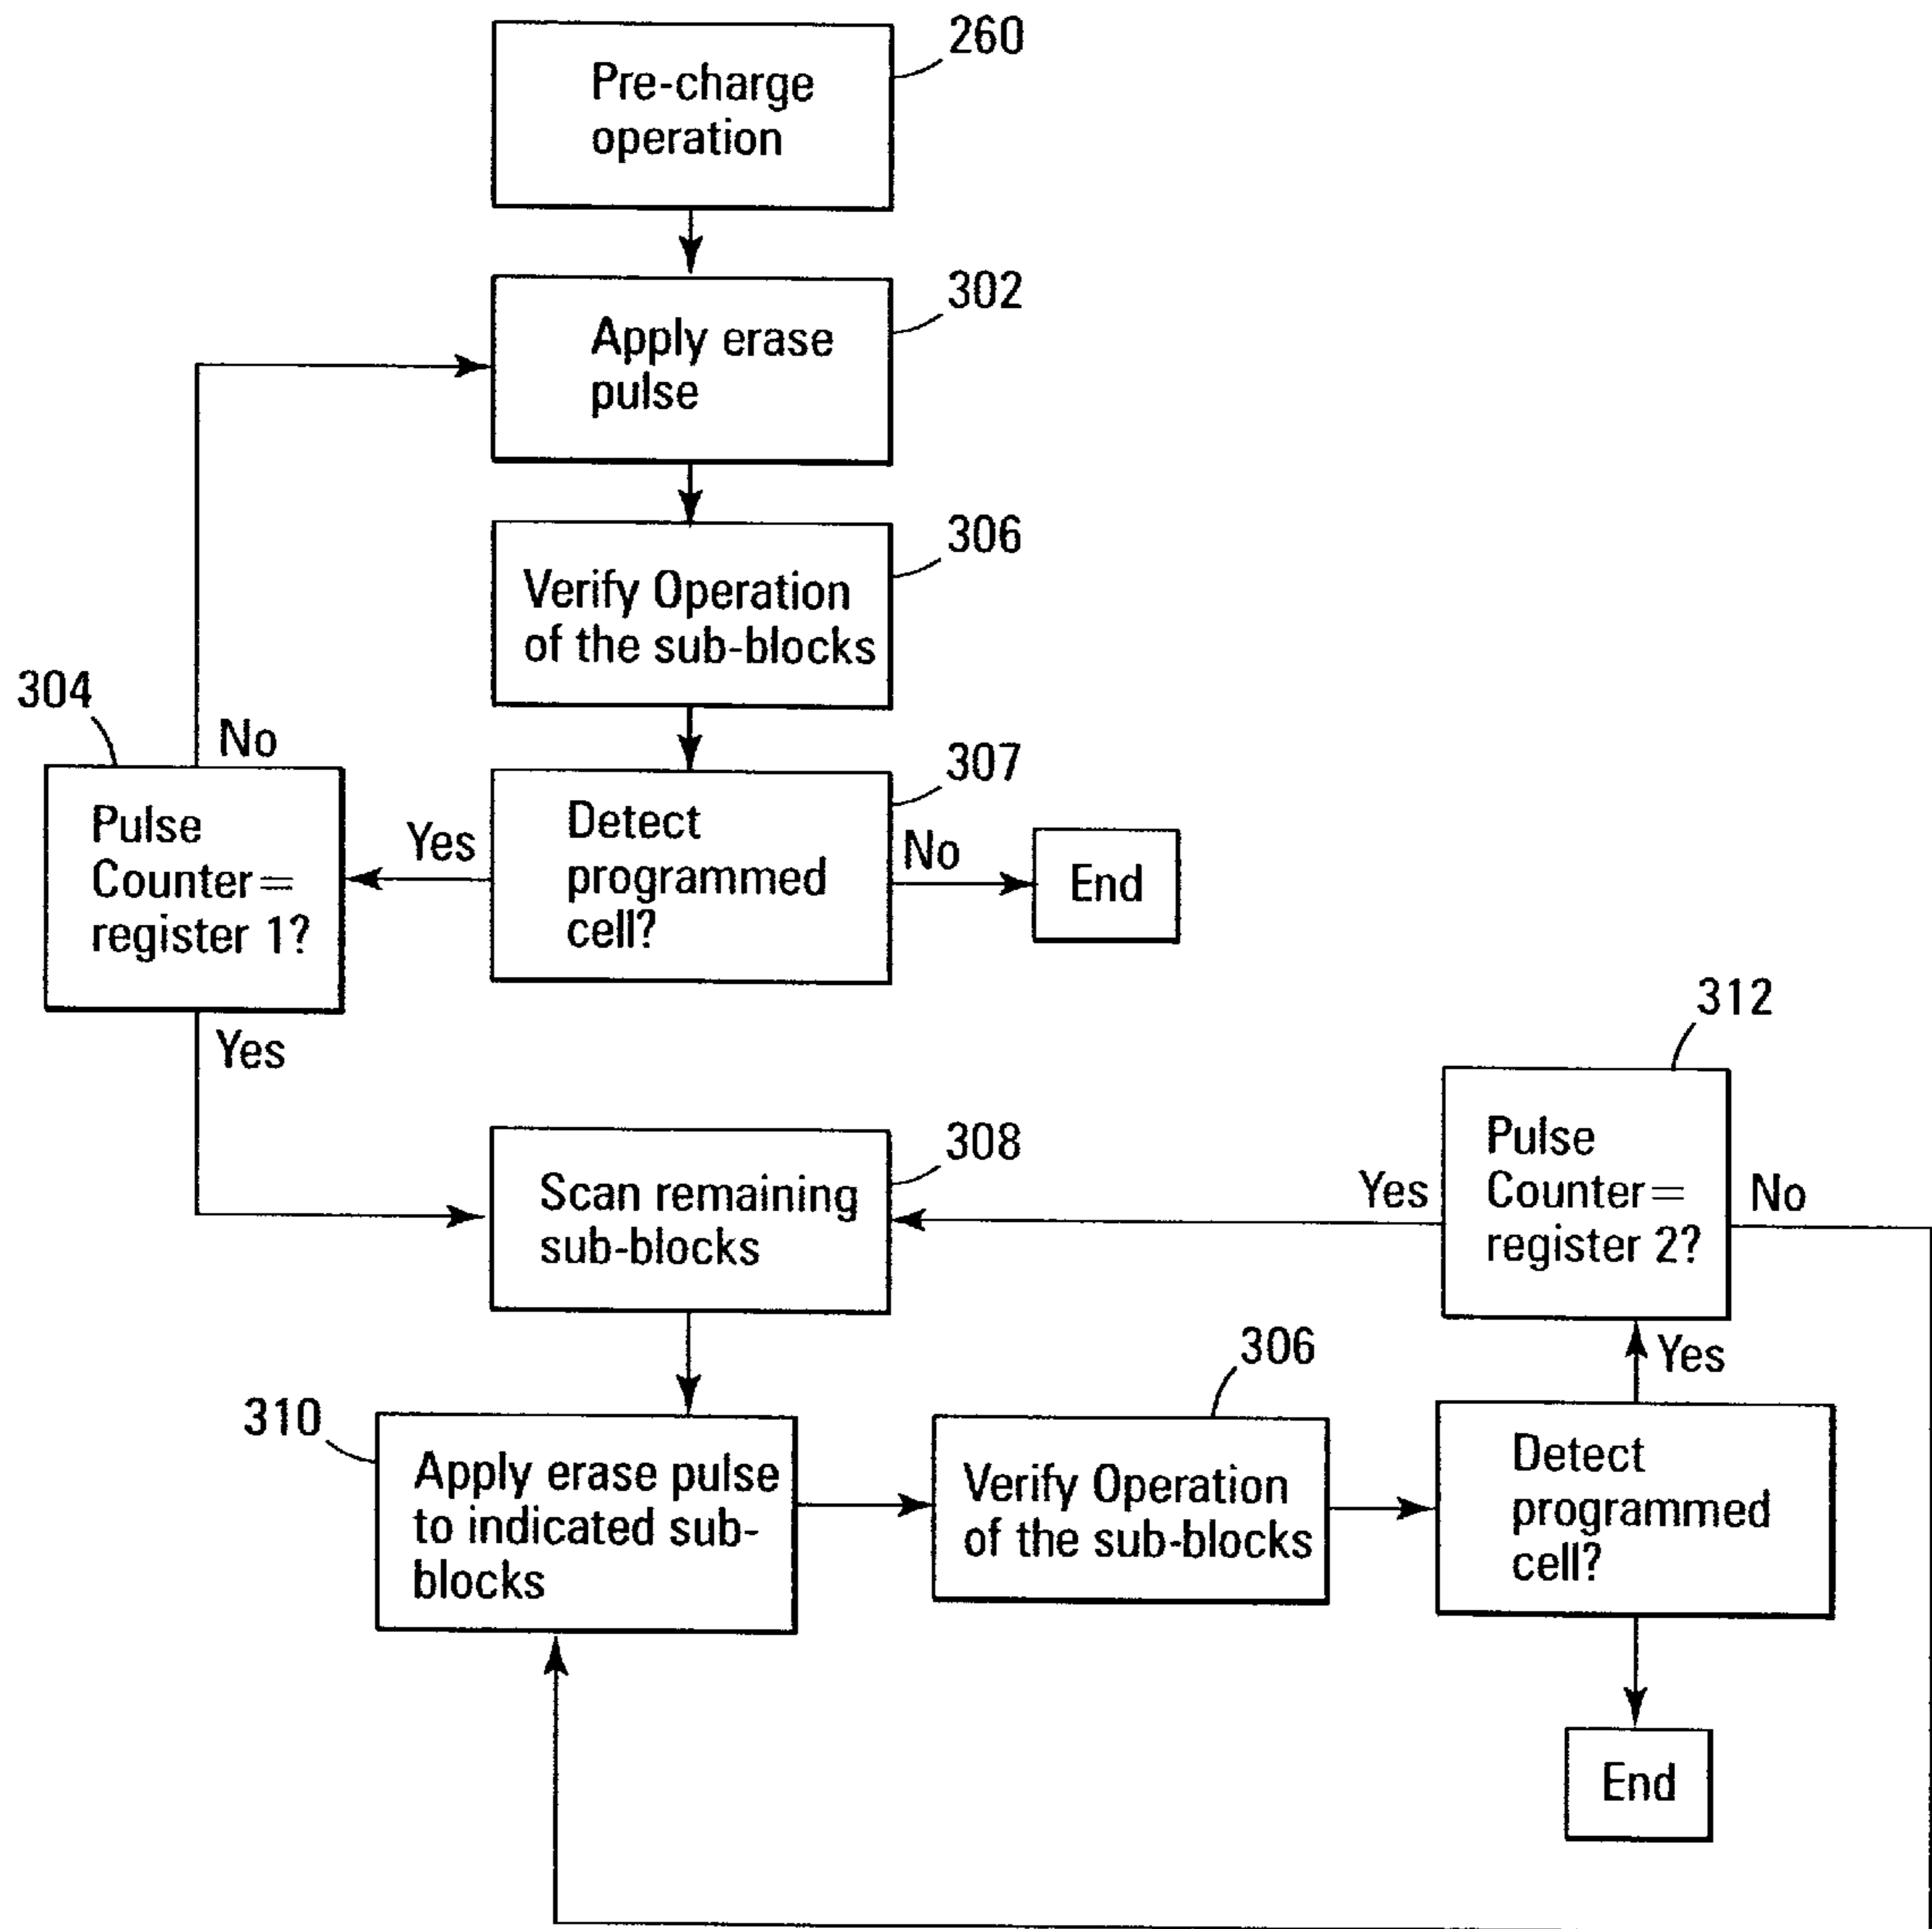 260
Pre-charge
operation
302
Apply erase
pulse
306
Verify Operation
of the sub-blocks
304
No
307
Pulse
Counter=
register 1?
Yes
Detect
programmed
cell?
No
End
Yes
312
308
Scan remaining
sub-blocks
Yes
Pulse
Counter=
register 2?
No
310
Apply erase pulse
to indicated sub-
blocks
306
Verify Operation
of the sub-blocks
Yes
Detect
programmed
cell?
End